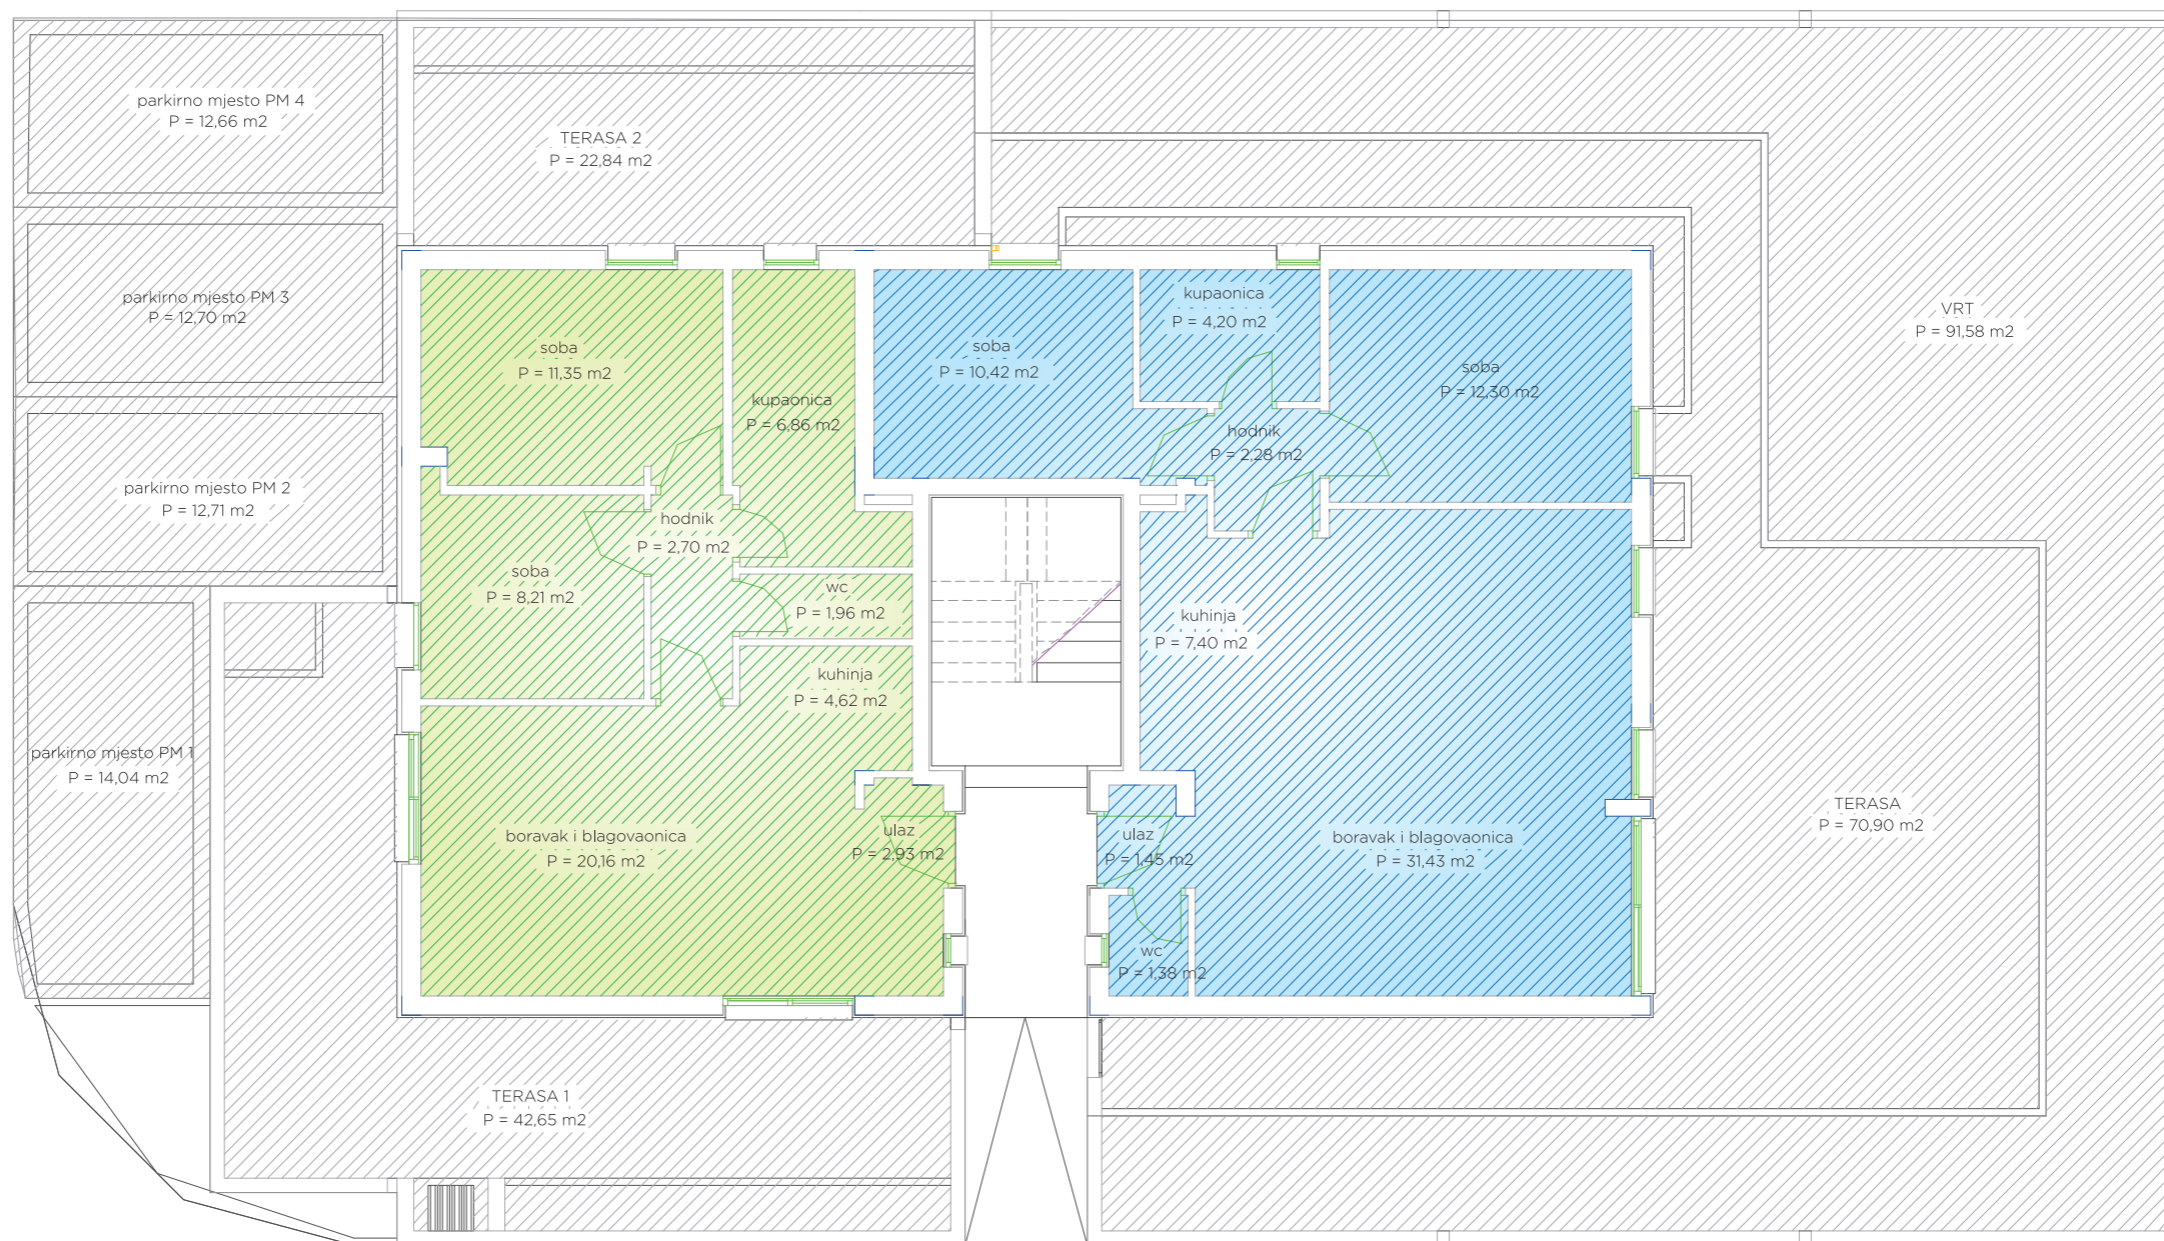 parkirno mjesto PM 4
P = 12,66 m2
TERASA 2
P = 22,84 m2
parkirno mjesto PM 3
P = 12,70 m2
parkirno mjesto PM 2
P = 12,71 m2
parkirno mjesto PM 1
P = 14,04 m2
soba
P = 11,35 m2
kupaonica
P = 6,86 m2
hodnik
P = 2,70 m2
soba
P = 8,21 m2
wc
P = 1,96 m2
kuhinja
P = 4,62 m2
boravak i blagovaonica
P = 20,16 m2
ulaz
P = 2,93 m2
TERASA 1
P = 42,65 m2
soba
P = 10,42 m2
kupaonica
P = 4,20 m2
soba
P = 12,30 m2
hodnik
P = 2,28 m2
kuhinja
P = 7,40 m2
ulaz
P = 1,45 m2
boravak i blagovaonica
P = 31,43 m2
wc
P = 1,38 m2
VRT
P = 91,58 m2
TERASA
P = 70,90 m2